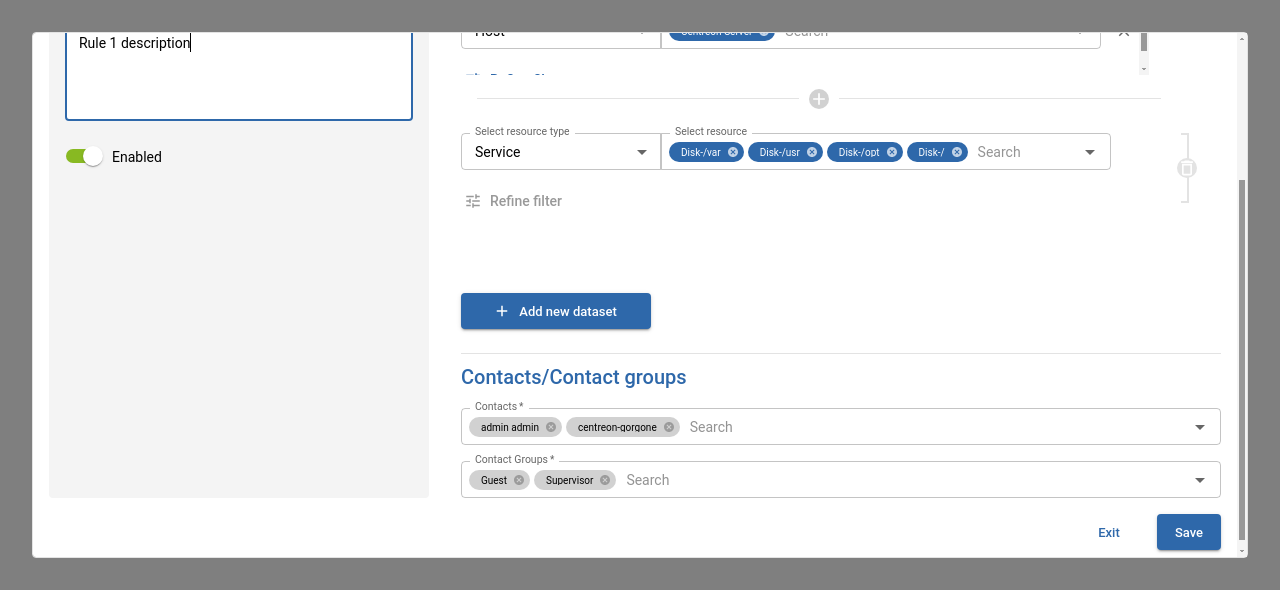 Rule 1 description
Enabled
Host Centreon-Server Search
Select resource type Select resource
Service Disk-/var Disk-/usr Disk-/opt Disk-/ Search
Refine filter
Add new dataset
Contacts/Contact groups
Contacts *
admin admin centreon-gorgone Search
Contact Groups *
Guest Supervisor Search
Exit Save